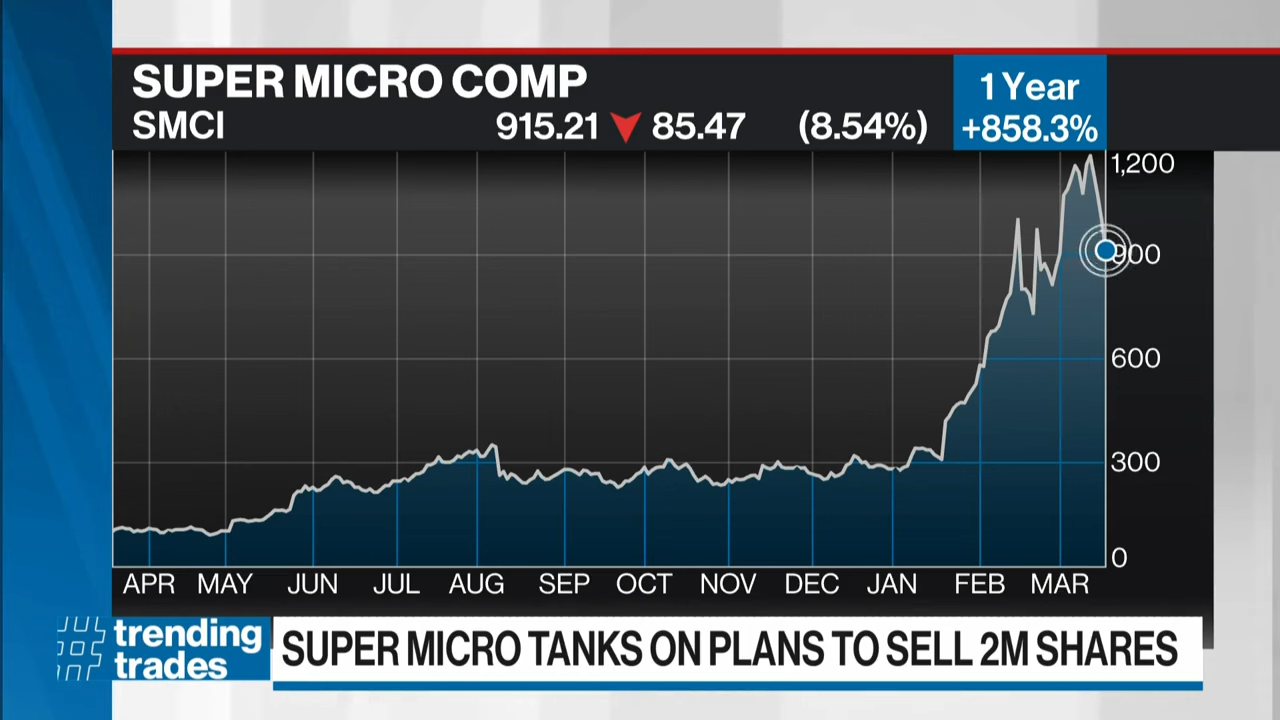 SUPER MICRO COMP
SMCI 915.21 85.47 (8.54%)
1 Year
+858.3%
1,200
900
600
300
0
APR MAY JUN JUL AUG SEP OCT NOV DEC JAN FEB MAR
trending
trades
SUPER MICRO TANKS ON PLANS TO SELL 2M SHARES